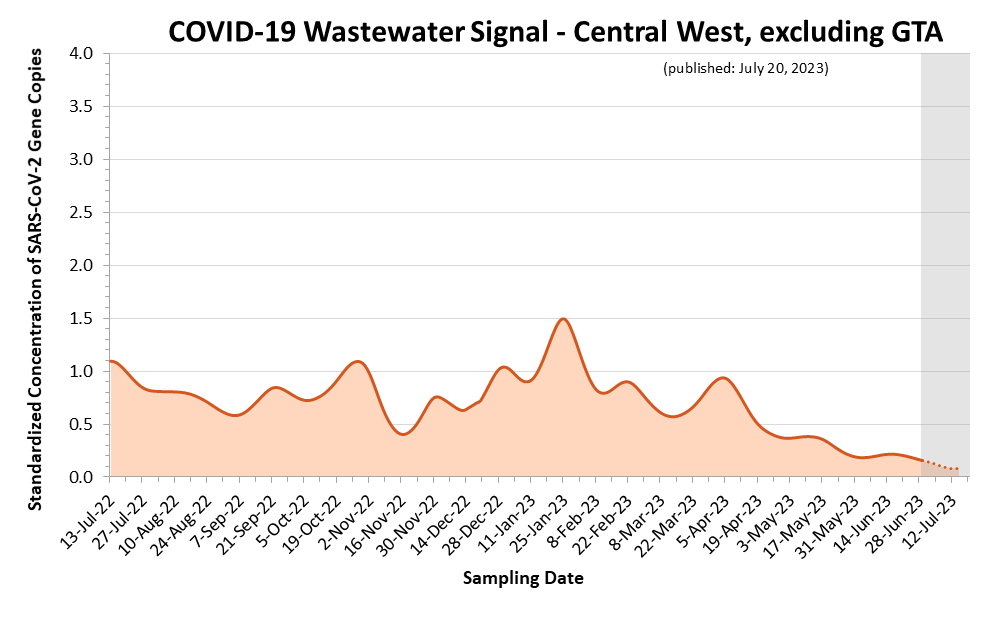 COVID-19 Wastewater Signal - Central West, excluding GTA
(published: July 20, 2023)
Standardized Concentration of SARS-CoV-2 Gene Copies
4.0
3.5
3.0
2.5
2.0
1.5
1.0
0.5
0.0
13-Jul-22
27-Jul-22
10-Aug-22
24-Aug-22
7-Sep-22
21-Sep-22
5-Oct-22
19-Oct-22
2-Nov-22
16-Nov-22
30-Nov-22
14-Dec-22
28-Dec-22
11-Jan-23
25-Jan-23
8-Feb-23
22-Feb-23
8-Mar-23
22-Mar-23
5-Apr-23
19-Apr-23
3-May-23
17-May-23
31-May-23
14-Jun-23
28-Jun-23
12-Jul-23
Sampling Date